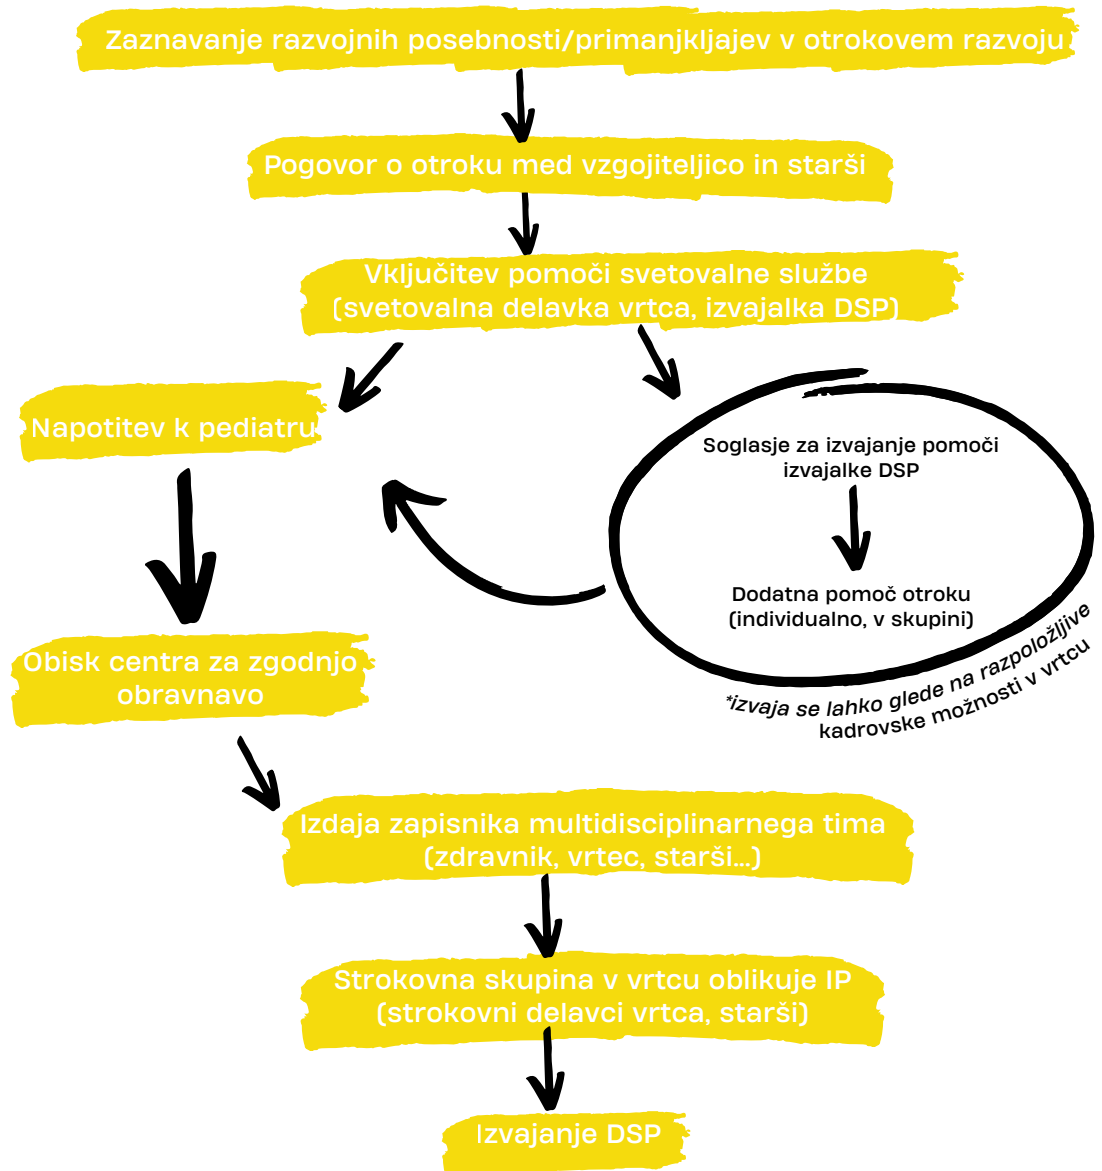 Zaznavanje razvojnih posebnosti/primanjkljajev v otrokovem razvoju
Pogovor o otroku med vzgojiteljico in starši
Vključitev pomoči svetovalne službe
(svetovalna delavka vrtca, izvajalka DSP)
Napotitev k pediatru
Soglasje za izvajanje pomoči
izvajalke DSP
Dodatna pomoč otroku
(individualno, v skupini)
*izvaja se lahko glede na razpoložljive
kadrovske možnosti v vrtcu
Obisk centra za zgodnjo
obravnavo
Izdaja zapisnika multidisciplinarnega tima
(zdravnik, vrtec, starši...)
Strokovna skupina v vrtcu oblikuje IP
(strokovni delavci vrtca, starši)
Izvajanje DSP